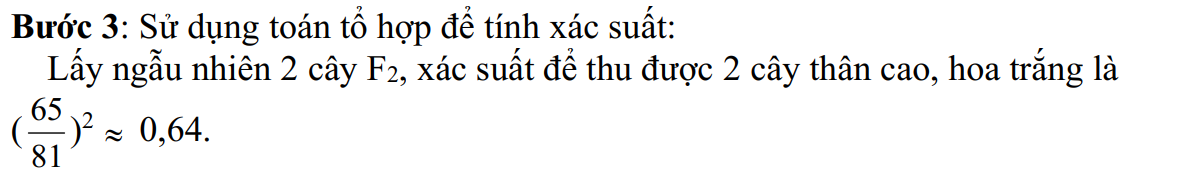 Bước 3: Sử dụng toán tổ hợp để tính xác suất:
Lấy ngẫu nhiên 2 cây F₂, xác suất để thu được 2 cây thân cao, hoa trắng là
(65/81)² ≈ 0,64.